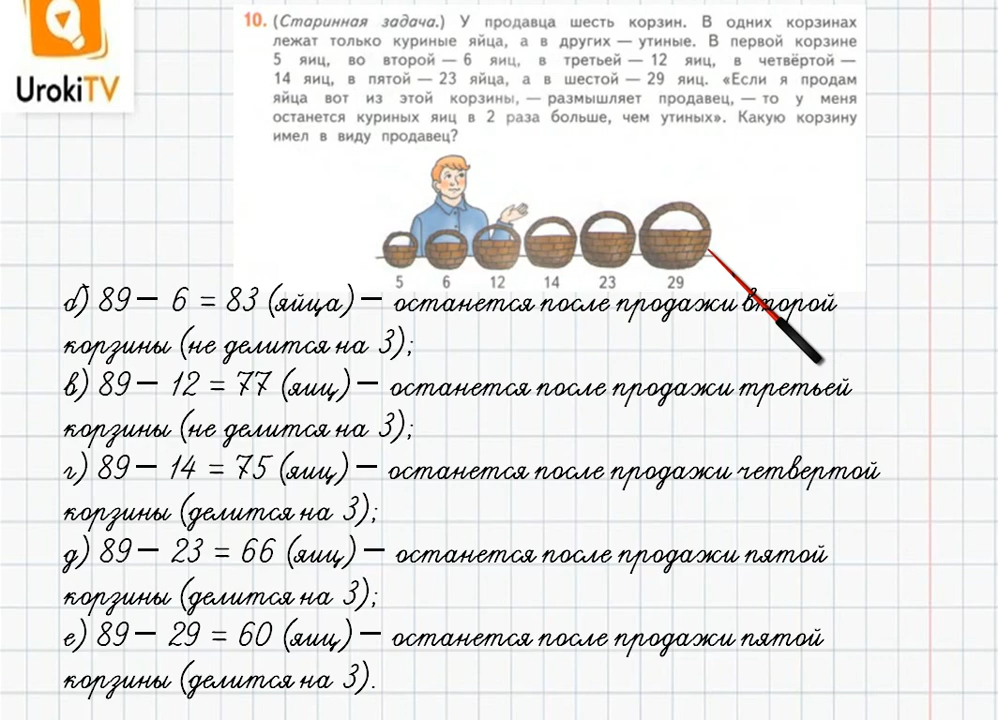 UrokiTV
10. (Старинная задача.) У продавца шесть корзин. В одних корзинах
лежат только куриные яйца, а в других — утиные. В первой корзине
5 яиц, во второй — 6 яиц, в третьей — 12 яиц, в четвёртой —
14 яиц, в пятой — 23 яйца, а в шестой — 29 яиц. «Если я продам
яйца вот из этой корзины, — размышляет продавец, — то у меня
останется куриных яиц в 2 раза больше, чем утиных». Какую корзину
имел в виду продавец?
5 6 12 14 23 29
б) 89 – 6 = 83 (яйца) – останется после продажи второй
корзины (не делится на 3);
в) 89 – 12 = 77 (яиц) – останется после продажи третьей
корзины (не делится на 3);
г) 89 – 14 = 75 (яиц) – останется после продажи четвертой
корзины (делится на 3);
д) 89 – 23 = 66 (яиц) – останется после продажи пятой
корзины (делится на 3);
е) 89 – 29 = 60 (яиц) – останется после продажи пятой
корзины (делится на 3).